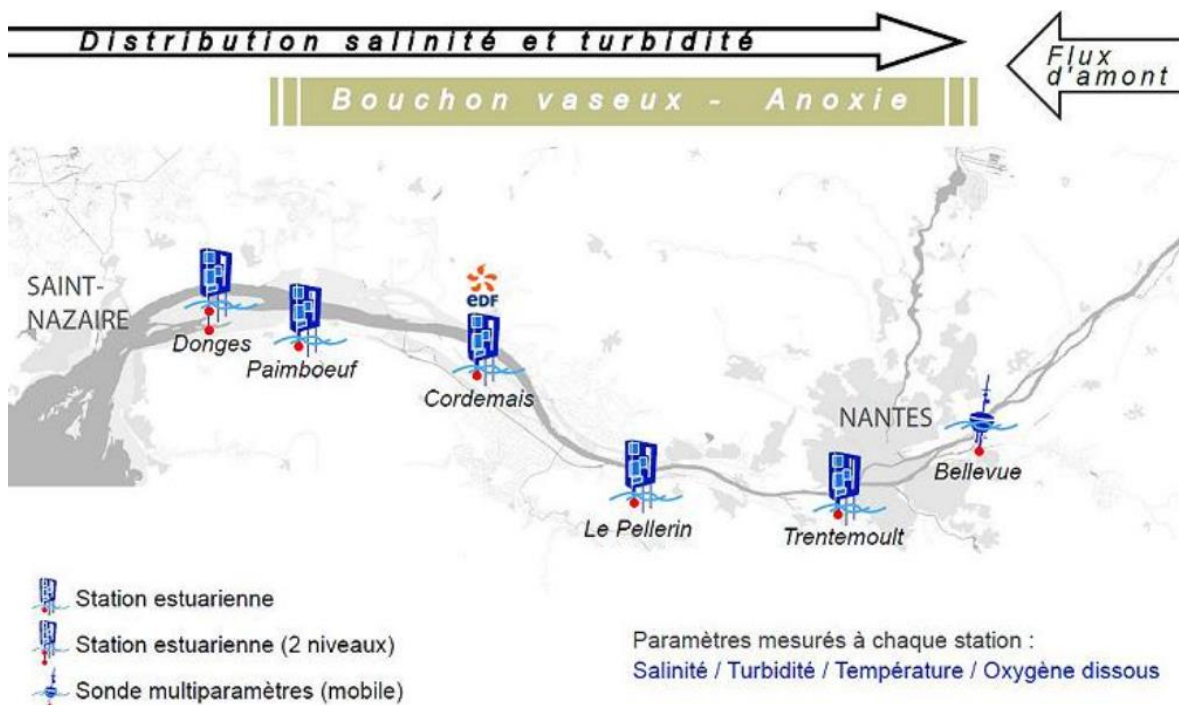 Distribution salinité et turbidité
Flux
d'amont
Bouchon vaseux - Anoxie
SAINT-
NAZAIRE
Donges
Paimboeuf
eDF
Cordemais
NANTES
Bellevue
Le Pellerin
Trentemoult
Station estuarienne
Station estuarienne (2 niveaux)
Sonde multiparamètres (mobile)
Paramètres mesurés à chaque station :
Salinité / Turbidité / Température / Oxygène dissous